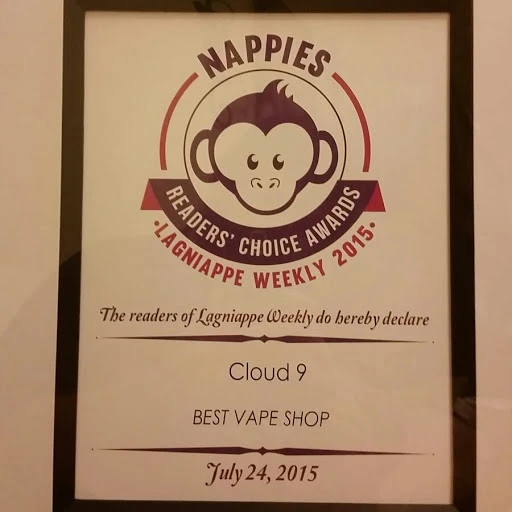 NAPPIES
READERS' CHOICE AWARDS
•LAGNIAPPE WEEKLY 2015•
The readers of Lagniappe Weekly do hereby declare
Cloud 9
BEST VAPE SHOP
July 24, 2015